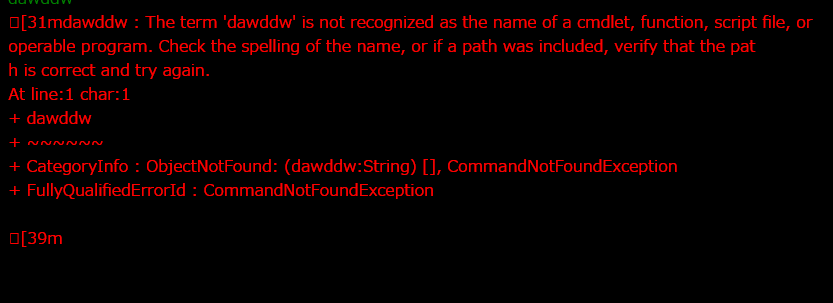 dawddw
▯[31mdawddw : The term 'dawddw' is not recognized as the name of a cmdlet, function, script file, or
operable program. Check the spelling of the name, or if a path was included, verify that the pat
h is correct and try again.
At line:1 char:1
+ dawddw
+ ~~~~~~
+ CategoryInfo : ObjectNotFound: (dawddw:String) [], CommandNotFoundException
+ FullyQualifiedErrorId : CommandNotFoundException
▯[39m